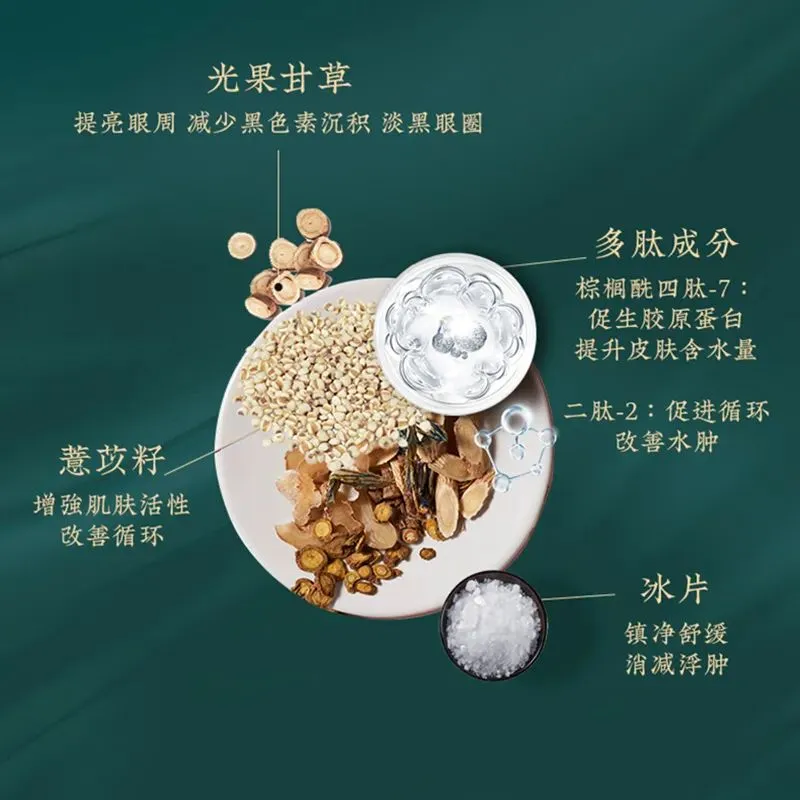 光果甘草
提亮眼周 减少黑色素沉积 淡黑眼圈
多肽成分
棕榈酰四肽-7：
促生胶原蛋白
提升皮肤含水量
二肽-2：促进循环
改善水肿
薏苡籽
增強肌肤活性
改善循环
冰片
镇净舒缓
消减浮肿